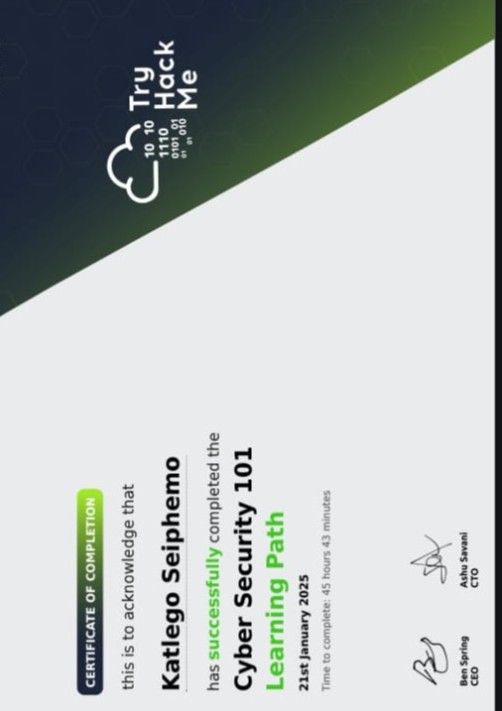 CERTIFICATE OF COMPLETION
this is to acknowledge that
Katlego Seiphemo
has successfully completed the
Cyber Security 101
Learning Path
21st January 2025
Time to complete: 45 hours 43 minutes
Ben Spring
CEO
Ashu Savani
CTO
10 10
1110
0101 01
01 010
01
Try
Hack
Me